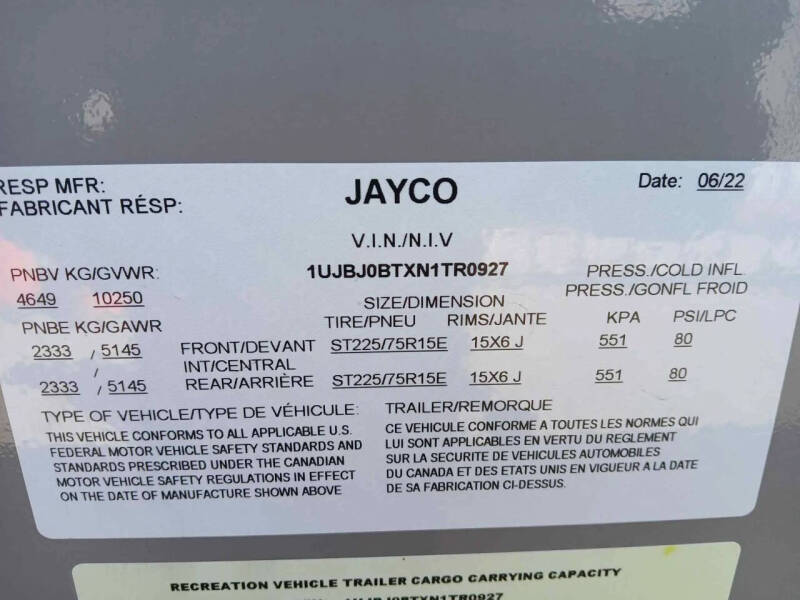 RESP MFR: JAYCO Date: 06/22
FABRICANT RÉSP:
V.I.N./N.I.V
PNBV KG/GVWR: 1UJBJ0BTXN1TR0927 PRESS./COLD INFL.
4649 10250 SIZE/DIMENSION PRESS./GONFL FROID
PNBE KG/GAWR TIRE/PNEU RIMS/JANTE KPA PSI/LPC
2333 / 5145 FRONT/DEVANT ST225/75R15E 15X6 J 551 80
/ INT/CENTRAL
2333 / 5145 REAR/ARRIÈRE ST225/75R15E 15X6 J 551 80
TYPE OF VEHICLE/TYPE DE VÉHICULE: TRAILER/REMORQUE
THIS VEHICLE CONFORMS TO ALL APPLICABLE U.S.
FEDERAL MOTOR VEHICLE SAFETY STANDARDS AND
STANDARDS PRESCRIBED UNDER THE CANADIAN
MOTOR VEHICLE SAFETY REGULATIONS IN EFFECT
ON THE DATE OF MANUFACTURE SHOWN ABOVE
CE VEHICULE CONFORME A TOUTES LES NORMES QUI
LUI SONT APPLICABLES EN VERTU DU REGLEMENT
SUR LA SECURITE DE VEHICULES AUTOMOBILES
DU CANADA ET DES ETATS UNIS EN VIGUEUR A LA DATE
DE SA FABRICATION CI-DESSUS.
RECREATION VEHICLE TRAILER CARGO CARRYING CAPACITY
1UJBJ0BTXN1TR0927